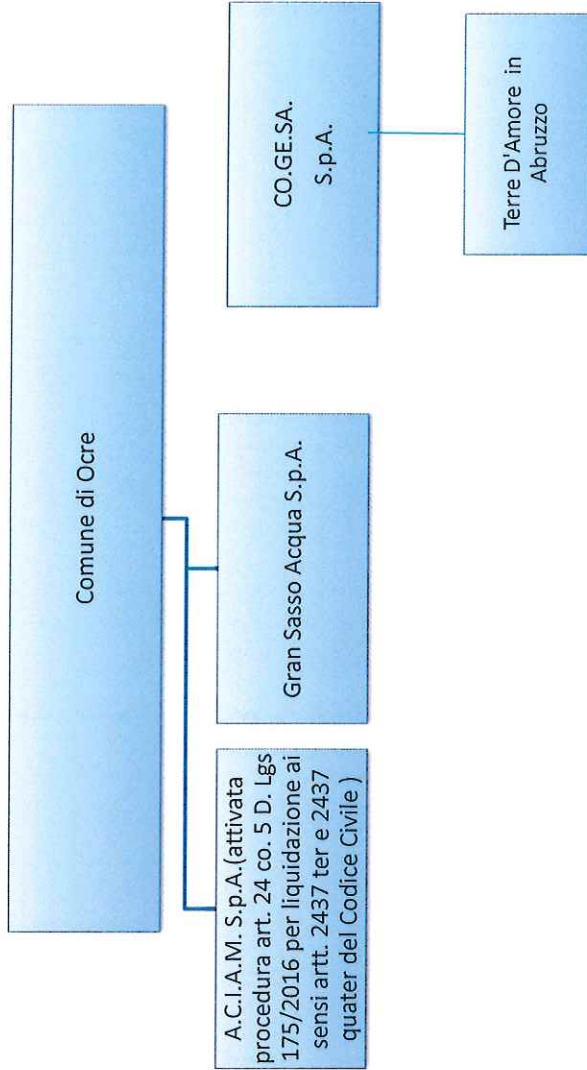 Comune di Ocre
A.C.I.A.M. S.p.A.(attivata
procedura art. 24 co. 5 D. Lgs
175/2016 per liquidazione ai
sensi artt. 2437 ter e 2437
quater del Codice Civile )
Gran Sasso Acqua S.p.A.
CO.GE.SA.
S.p.A.
Terre D'Amore in
Abruzzo